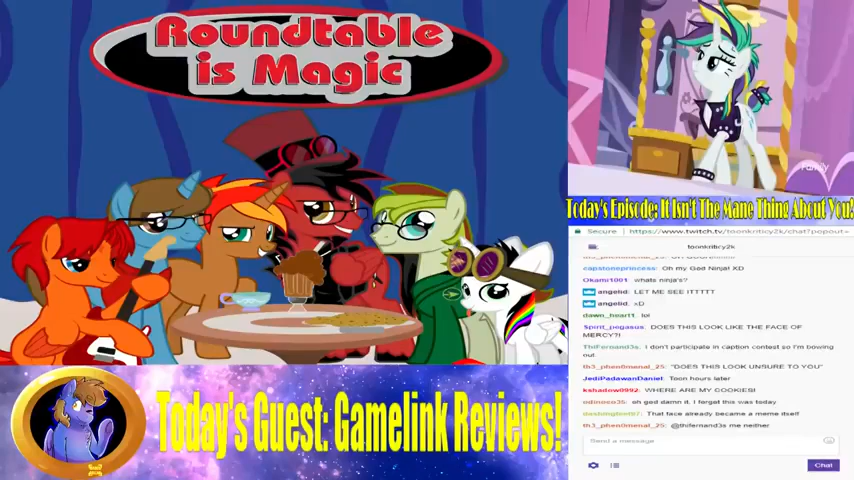 Roundtable
is Magic
Family
Today's Episode: It Isn't The Mane Thing About You!
Secure https://www.twitch.tv/toonkriticy2k/chat?popout=
toonkriticy2k
capstoneprincess: Oh my God Ninja! XD
Okami1001 whats ninja's?
angelid: LET ME SEE ITTTTT
angelid: xD
dawn_heart1: lol
Spirit_pegasus: DOES THIS LOOK LIKE THE FACE OF
MERCY?!
ThiFernand3s: I don't participate in caption contest so I'm bowing
out
th3_phen0menal_25: "DOES THIS LOOK UNSURE TO YOU"
JediPadawanDaniel: Toon hours later
kshadow0992: WHERE ARE MY COOKIES!
oh god damn it. I forgot this was today
That face already became a meme itself
th3_phen0menal_25: @thifernand3s me neither
Send a message
Chat
Today's Guest: Gamelink Reviews!